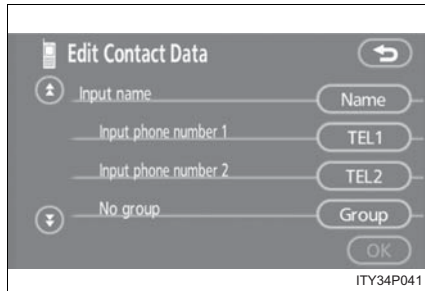 Edit Contact Data
Input name Name
Input phone number 1 TEL1
Input phone number 2 TEL2
No group Group
OK
ITY34P041